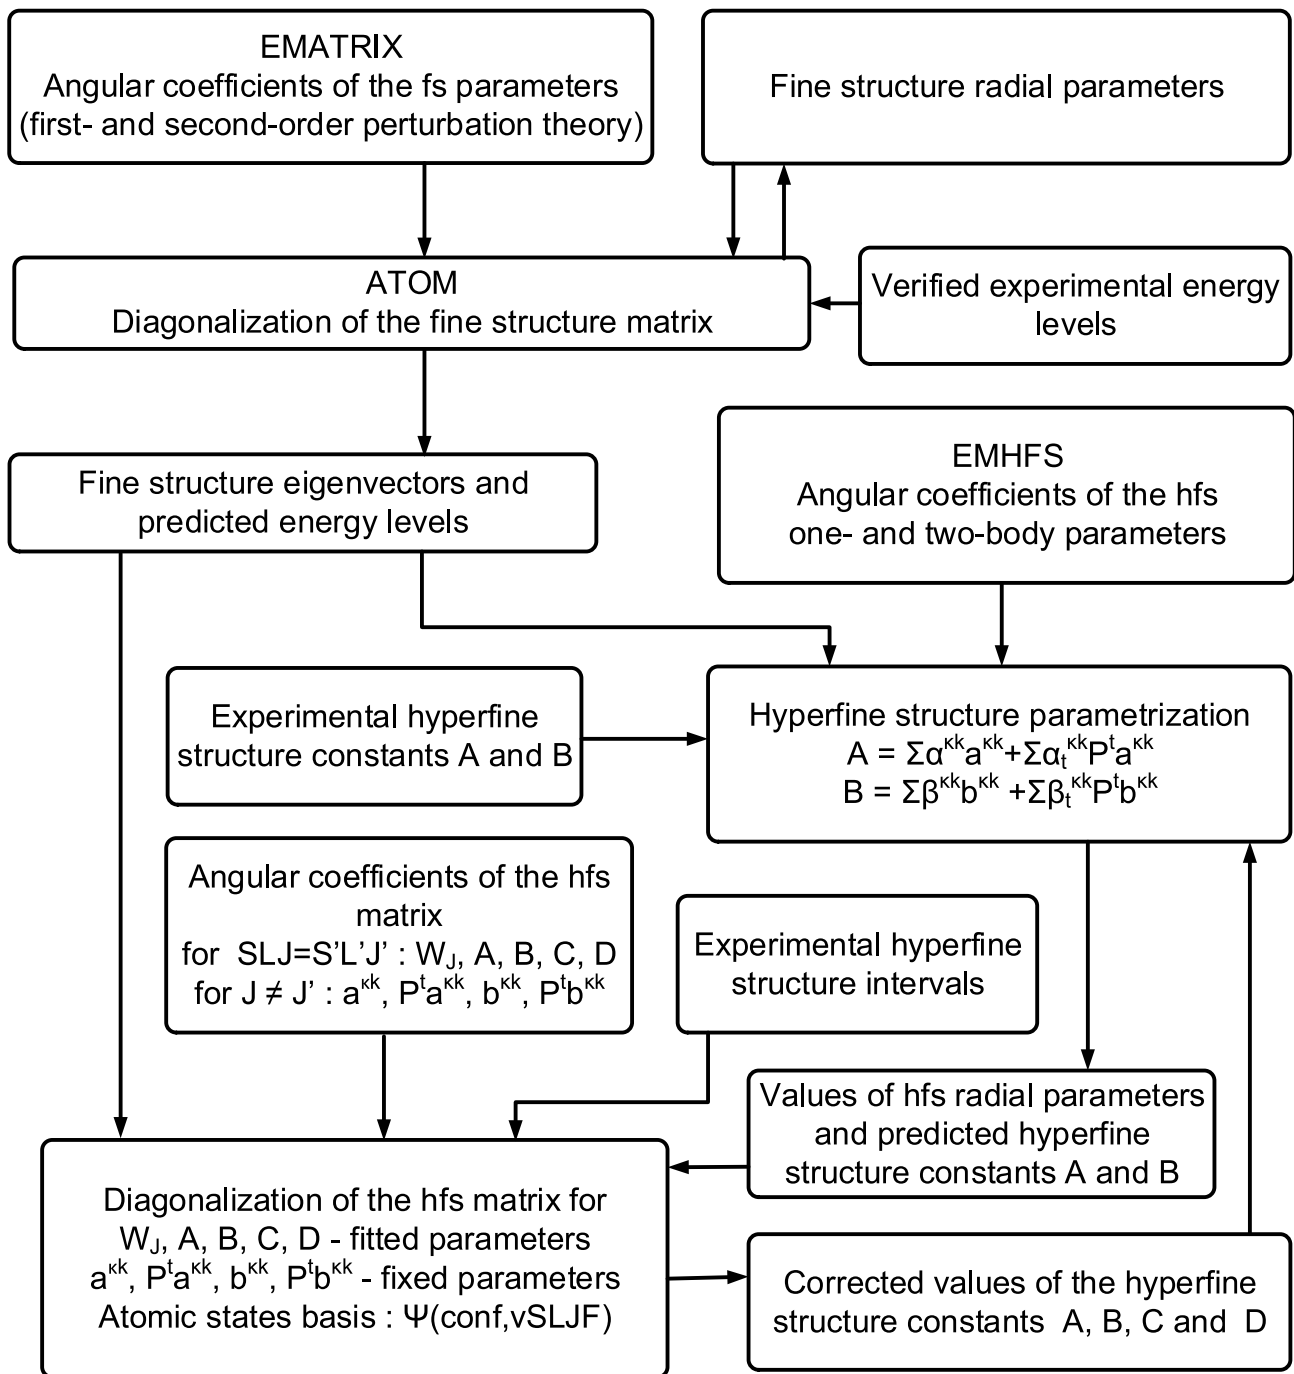 EMATRIX
Angular coefficients of the fs parameters
(first- and second-order perturbation theory)
Fine structure radial parameters
ATOM
Diagonalization of the fine structure matrix
Verified experimental energy
levels
Fine structure eigenvectors and
predicted energy levels
EMHFS
Angular coefficients of the hfs
one- and two-body parameters
Experimental hyperfine
structure constants A and B
Hyperfine structure parametrization
A = Σα^κk a^κk+Σα_t^κk P^t a^κk
B = Σβ^κk b^κk +Σβ_t^κk P^t b^κk
Angular coefficients of the hfs
matrix
for SLJ=S’L’J’ : W_J, A, B, C, D
for J ≠ J’ : a^κk, P^t a^κk, b^κk, P^t b^κk
Experimental hyperfine
structure intervals
Values of hfs radial parameters
and predicted hyperfine
structure constants A and B
Diagonalization of the hfs matrix for
W_J, A, B, C, D - fitted parameters
a^κk, P^t a^κk, b^κk, P^t b^κk - fixed parameters
Atomic states basis : Ψ(conf,vSLJF)
Corrected values of the hyperfine
structure constants A, B, C and D